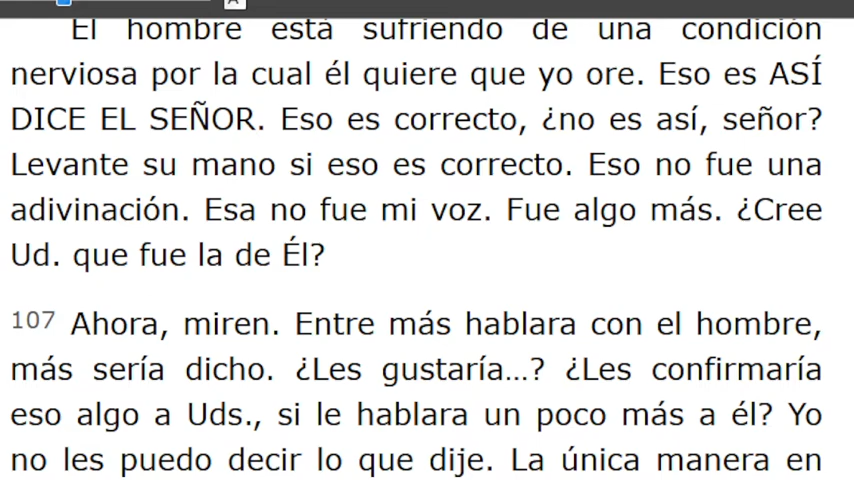 El hombre está sufriendo de una condición
nerviosa por la cual él quiere que yo ore. Eso es ASÍ
DICE EL SEÑOR. Eso es correcto, ¿no es así, señor?
Levante su mano si eso es correcto. Eso no fue una
adivinación. Esa no fue mi voz. Fue algo más. ¿Cree
Ud. que fue la de Él?
107 Ahora, miren. Entre más hablara con el hombre,
más sería dicho. ¿Les gustaría...? ¿Les confirmaría
eso algo a Uds., si le hablara un poco más a él? Yo
no les puedo decir lo que dije. La única manera en